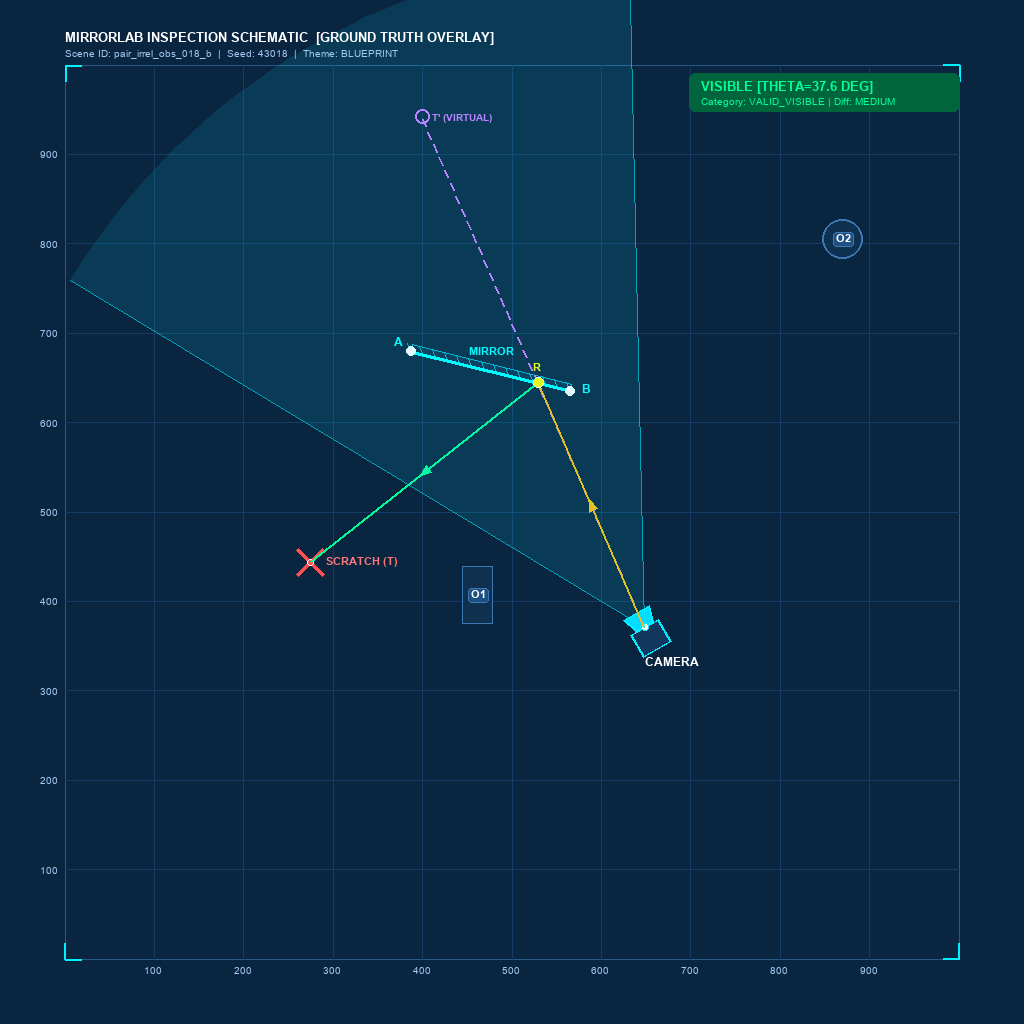 MIRRORLAB INSPECTION SCHEMATIC  [GROUND TRUTH OVERLAY]
Scene ID: pair_irrel_obs_018_b  |  Seed: 43018  |  Theme: BLUEPRINT
VISIBLE [THETA=37.6 DEG]
Category: VALID_VISIBLE | Diff: MEDIUM
T' (VIRTUAL)
900
O2
800
700
A
MIRROR
R
B
600
500
SCRATCH (T)
O1
400
CAMERA
300
200
100
100 200 300 400 500 600 700 800 900